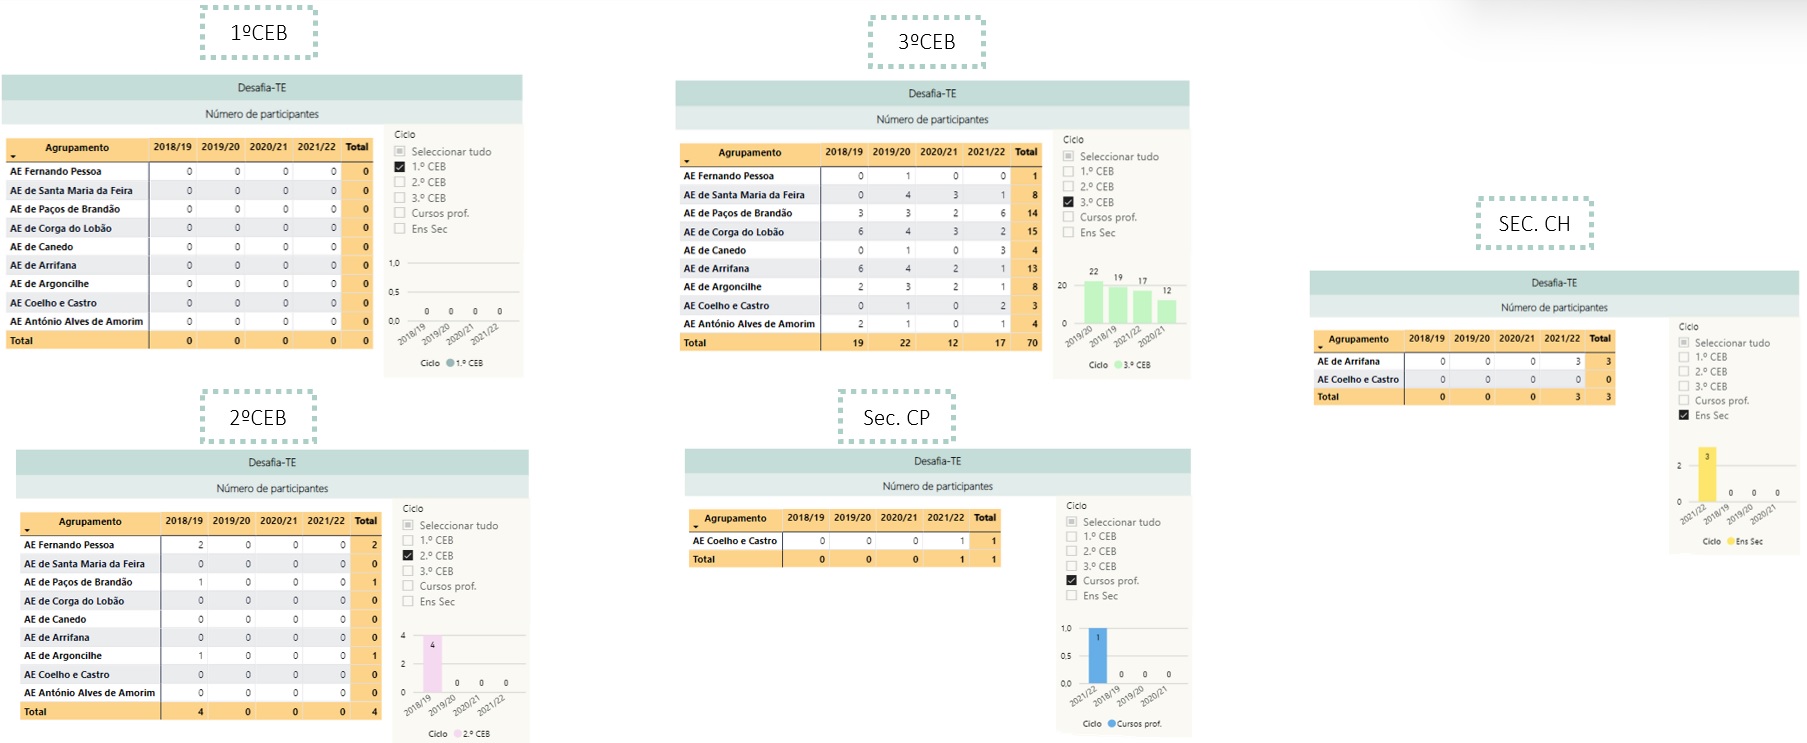 1ºCEB
Desafia-TE
Número de participantes
Agrupamento 2018/19 2019/20 2020/21 2021/22 Total
AE Fernando Pessoa 0 0 0 0 0
AE de Santa Maria da Feira 0 0 0 0 0
AE de Paços de Brandão 0 0 0 0 0
AE de Corga do Lobão 0 0 0 0 0
AE de Canedo 0 0 0 0 0
AE de Arrifana 0 0 0 0 0
AE de Argoncilhe 0 0 0 0 0
AE Coelho e Castro 0 0 0 0 0
AE António Alves de Amorim 0 0 0 0 0
Total 0 0 0 0 0
Ciclo
Seleccionar tudo
1.º CEB
2.º CEB
3.º CEB
Cursos prof.
Ens Sec
1,0
0,5
0,0
0 0 0 0
2018/19 2019/20 2020/21 2021/22
Ciclo 1.º CEB
2ºCEB
Desafia-TE
Número de participantes
Agrupamento 2018/19 2019/20 2020/21 2021/22 Total
AE Fernando Pessoa 2 0 0 0 2
AE de Santa Maria da Feira 0 0 0 0 0
AE de Paços de Brandão 1 0 0 0 1
AE de Corga do Lobão 0 0 0 0 0
AE de Canedo 0 0 0 0 0
AE de Arrifana 0 0 0 0 0
AE de Argoncilhe 1 0 0 0 1
AE Coelho e Castro 0 0 0 0 0
AE António Alves de Amorim 0 0 0 0 0
Total 4 0 0 0 4
Ciclo
Seleccionar tudo
1.º CEB
2.º CEB
3.º CEB
Cursos prof.
Ens Sec
4
2
0
4 0 0 0
2018/19 2019/20 2020/21 2021/22
Ciclo 2.º CEB
3ºCEB
Desafia-TE
Número de participantes
Agrupamento 2018/19 2019/20 2020/21 2021/22 Total
AE Fernando Pessoa 0 1 0 0 1
AE de Santa Maria da Feira 0 4 3 1 8
AE de Paços de Brandão 3 3 2 6 14
AE de Corga do Lobão 6 4 3 2 15
AE de Canedo 0 1 0 3 4
AE de Arrifana 6 4 2 1 13
AE de Argoncilhe 2 3 2 1 8
AE Coelho e Castro 0 1 0 2 3
AE António Alves de Amorim 2 1 0 1 4
Total 19 22 12 17 70
Ciclo
Seleccionar tudo
1.º CEB
2.º CEB
3.º CEB
Cursos prof.
Ens Sec
20
0
22 19 17 12
2019/20 2018/19 2021/22 2020/21
Ciclo 3.º CEB
Sec. CP
Desafia-TE
Número de participantes
Agrupamento 2018/19 2019/20 2020/21 2021/22 Total
AE Coelho e Castro 0 0 0 1 1
Total 0 0 0 1 1
Ciclo
Seleccionar tudo
1.º CEB
2.º CEB
3.º CEB
Cursos prof.
Ens Sec
1,0
0,5
0,0
1 0 0 0
2021/22 2018/19 2019/20 2020/21
Ciclo Cursos prof.
SEC. CH
Desafia-TE
Número de participantes
Agrupamento 2018/19 2019/20 2020/21 2021/22 Total
AE de Arrifana 0 0 0 3 3
AE Coelho e Castro 0 0 0 0 0
Total 0 0 0 3 3
Ciclo
Seleccionar tudo
1.º CEB
2.º CEB
3.º CEB
Cursos prof.
Ens Sec
2
0
3 0 0 0
2021/22 2018/19 2019/20 2020/21
Ciclo Ens Sec